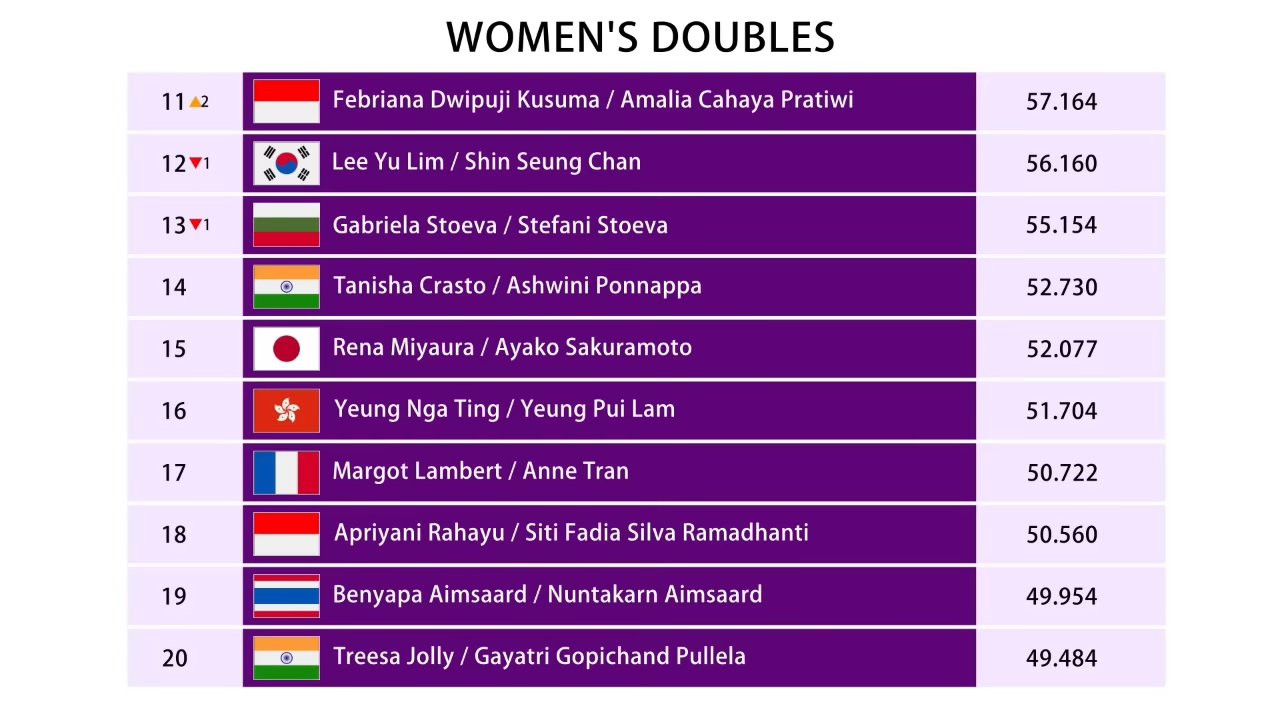 WOMEN'S DOUBLES
11 ▲2 Febriana Dwipuji Kusuma / Amalia Cahaya Pratiwi 57.164
12 ▼1 Lee Yu Lim / Shin Seung Chan 56.160
13 ▼1 Gabriela Stoeva / Stefani Stoeva 55.154
14 Tanisha Crasto / Ashwini Ponnappa 52.730
15 Rena Miyaura / Ayako Sakuramoto 52.077
16 Yeung Nga Ting / Yeung Pui Lam 51.704
17 Margot Lambert / Anne Tran 50.722
18 Apriyani Rahayu / Siti Fadia Silva Ramadhanti 50.560
19 Benyapa Aimsaard / Nuntakarn Aimsaard 49.954
20 Treesa Jolly / Gayatri Gopichand Pullela 49.484